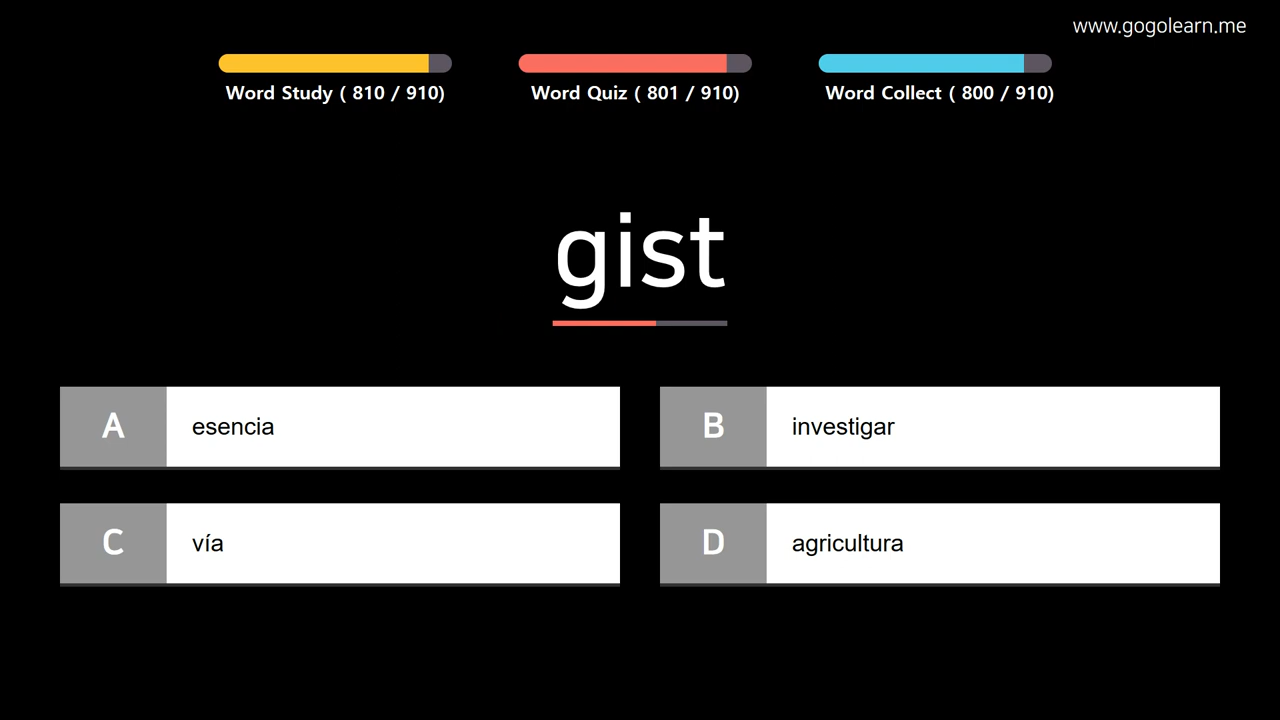 www.gogolearn.me
Word Study ( 810 / 910)
Word Quiz ( 801 / 910)
Word Collect ( 800 / 910)
gist
A esencia
B investigar
C vía
D agricultura